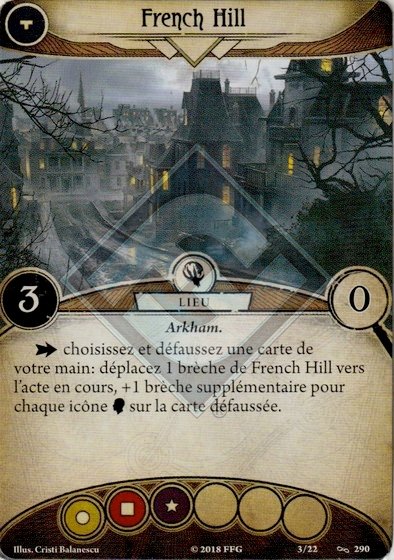 French Hill
3
LIEU
0
Arkham.
choisissez et défaussez une carte de
votre main: déplacez 1 brèche de French Hill vers
l'acte en cours, +1 brèche supplémentaire pour
chaque icône sur la carte défaussée.
Illus. Cristi Balanescu © 2018 FFG 3/22 290